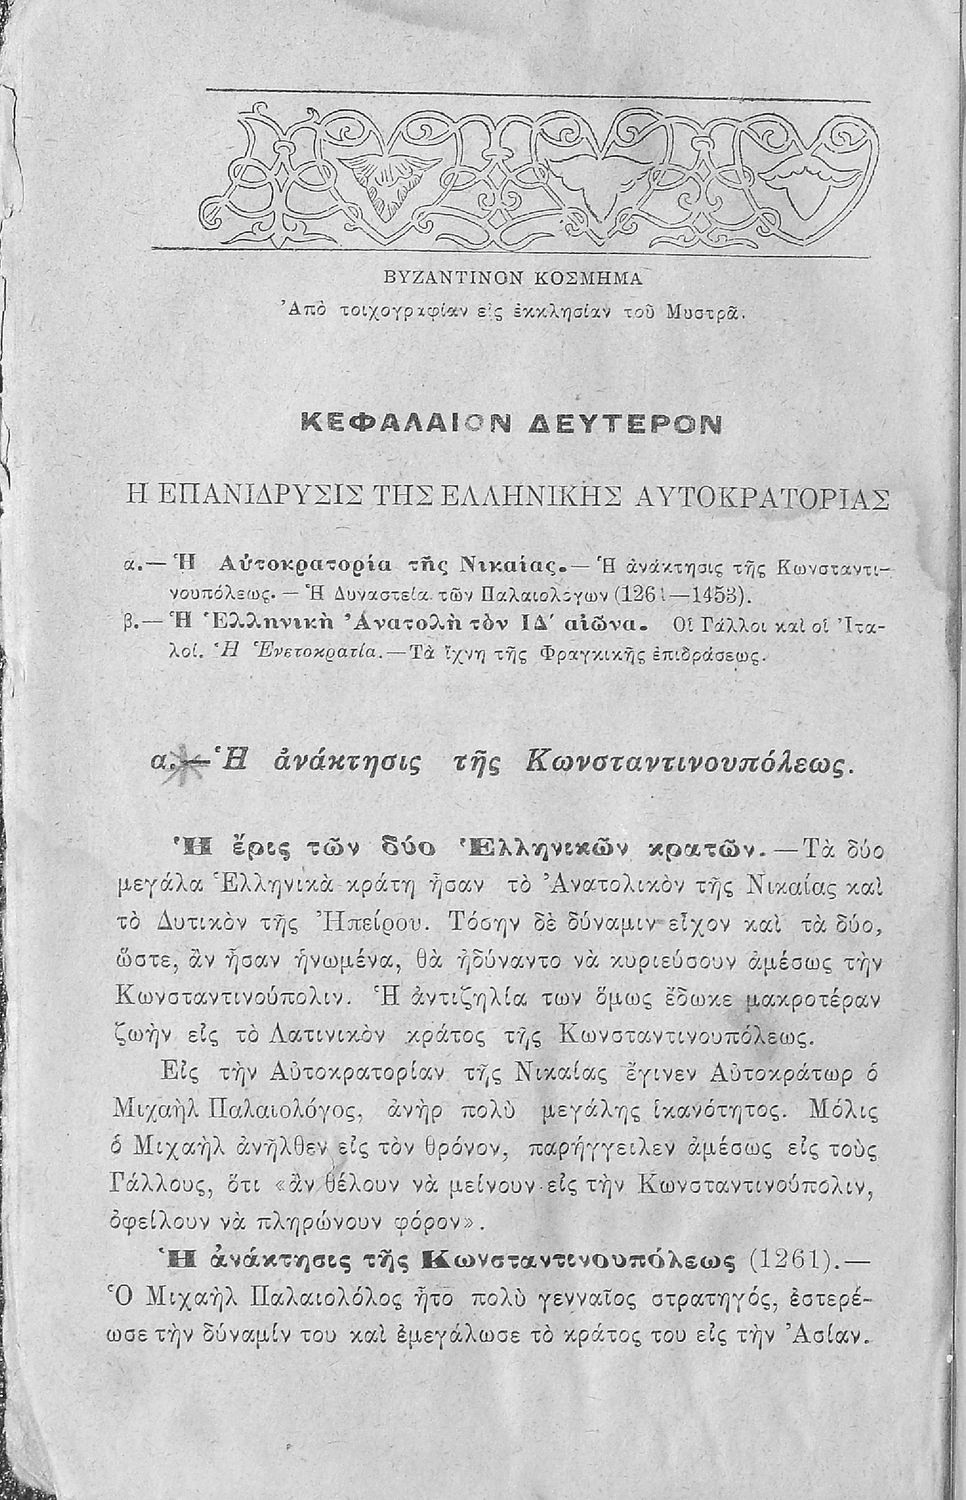 ΒΥΖΑΝΤΙΝΟΝ ΚΟΣΜΗΜΑ
Ἀπὸ τοιχογραφίαν εἰς ἐκκλησίαν τοῦ Μυστρᾶ.
ΚΕΦΑΛΑΙΟΝ ΔΕΥΤΕΡΟΝ
Η ΕΠΑΝΙΔΡΥΣΙΣ ΤΗΣ ΕΛΛΗΝΙΚΗΣ ΑΥΤΟΚΡΑΤΟΡΙΑΣ
α.— Ἡ Αὐτοκρατορία τῆς Νικαίας.— Ἡ ἀνάκτησις τῆς Κωνσταντι-
νουπόλεως. — Ἡ Δυναστεία τῶν Παλαιολόγων (1261—1453).
β.— Ἡ Ἑλληνικὴ Ἀνατολὴ τὸν ΙΔ΄ αἰῶνα. Οἱ Γάλλοι καὶ οἱ Ἰτα-
λοί. Ἡ Ἑνετοκρατία.—Τὰ ἴχνη τῆς Φραγκικῆς ἐπιδράσεως.
α.—Ἡ ἀνάκτησις τῆς Κωνσταντινουπόλεως.
Ἡ ἔρις τῶν δύο Ἑλληνικῶν κρατῶν.—Τὰ δύο
μεγάλα Ἑλληνικὰ κράτη ἦσαν τὸ Ἀνατολικὸν τῆς Νικαίας καὶ
τὸ Δυτικὸν τῆς Ἠπείρου. Τόσην δὲ δύναμιν εἶχον καὶ τὰ δύο,
ὥστε, ἂν ἦσαν ἡνωμένα, θὰ ἠδύναντο νὰ κυριεύσουν ἀμέσως τὴν
Κωνσταντινούπολιν. Ἡ ἀντιζηλία των ὅμως ἔδωκε μακροτέραν
ζωὴν εἰς τὸ Λατινικὸν κράτος τῆς Κωνσταντινουπόλεως.
Εἰς τὴν Αὐτοκρατορίαν τῆς Νικαίας ἔγινεν Αὐτοκράτωρ ὁ
Μιχαὴλ Παλαιολόγος, ἀνὴρ πολὺ μεγάλης ἱκανότητος. Μόλις
ὁ Μιχαὴλ ἀνῆλθεν εἰς τὸν θρόνον, παρήγγειλεν ἀμέσως εἰς τοὺς
Γάλλους, ὅτι «ἂν θέλουν νὰ μείνουν εἰς τὴν Κωνσταντινούπολιν,
ὀφείλουν νὰ πληρώνουν φόρον».
Ἡ ἀνάκτησις τῆς Κωνσταντινουπόλεως (1261).—
Ὁ Μιχαὴλ Παλαιολόλος ἦτο πολὺ γενναῖος στρατηγός, ἐστερέ-
ωσε τὴν δύναμίν του καὶ ἐμεγάλωσε τὸ κράτος του εἰς τὴν Ἀσίαν.